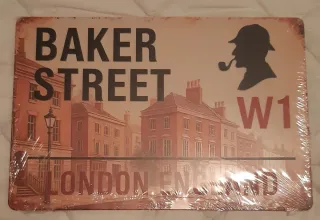 BAKER
STREET
W1
LONDON ENGLAND